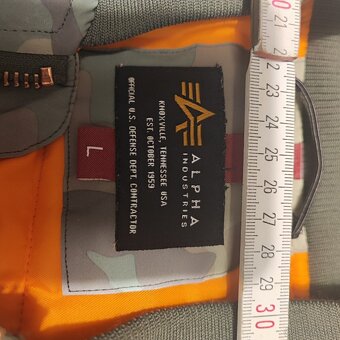 ALPHA
INDUSTRIES
KNOXVILLE, TENNESSEE USA
EST. OCTOBER 1959
OFFICIAL U.S. DEFENSE DEPT. CONTRACTOR
L
21
22
23
24
25
26
27
28
29
30